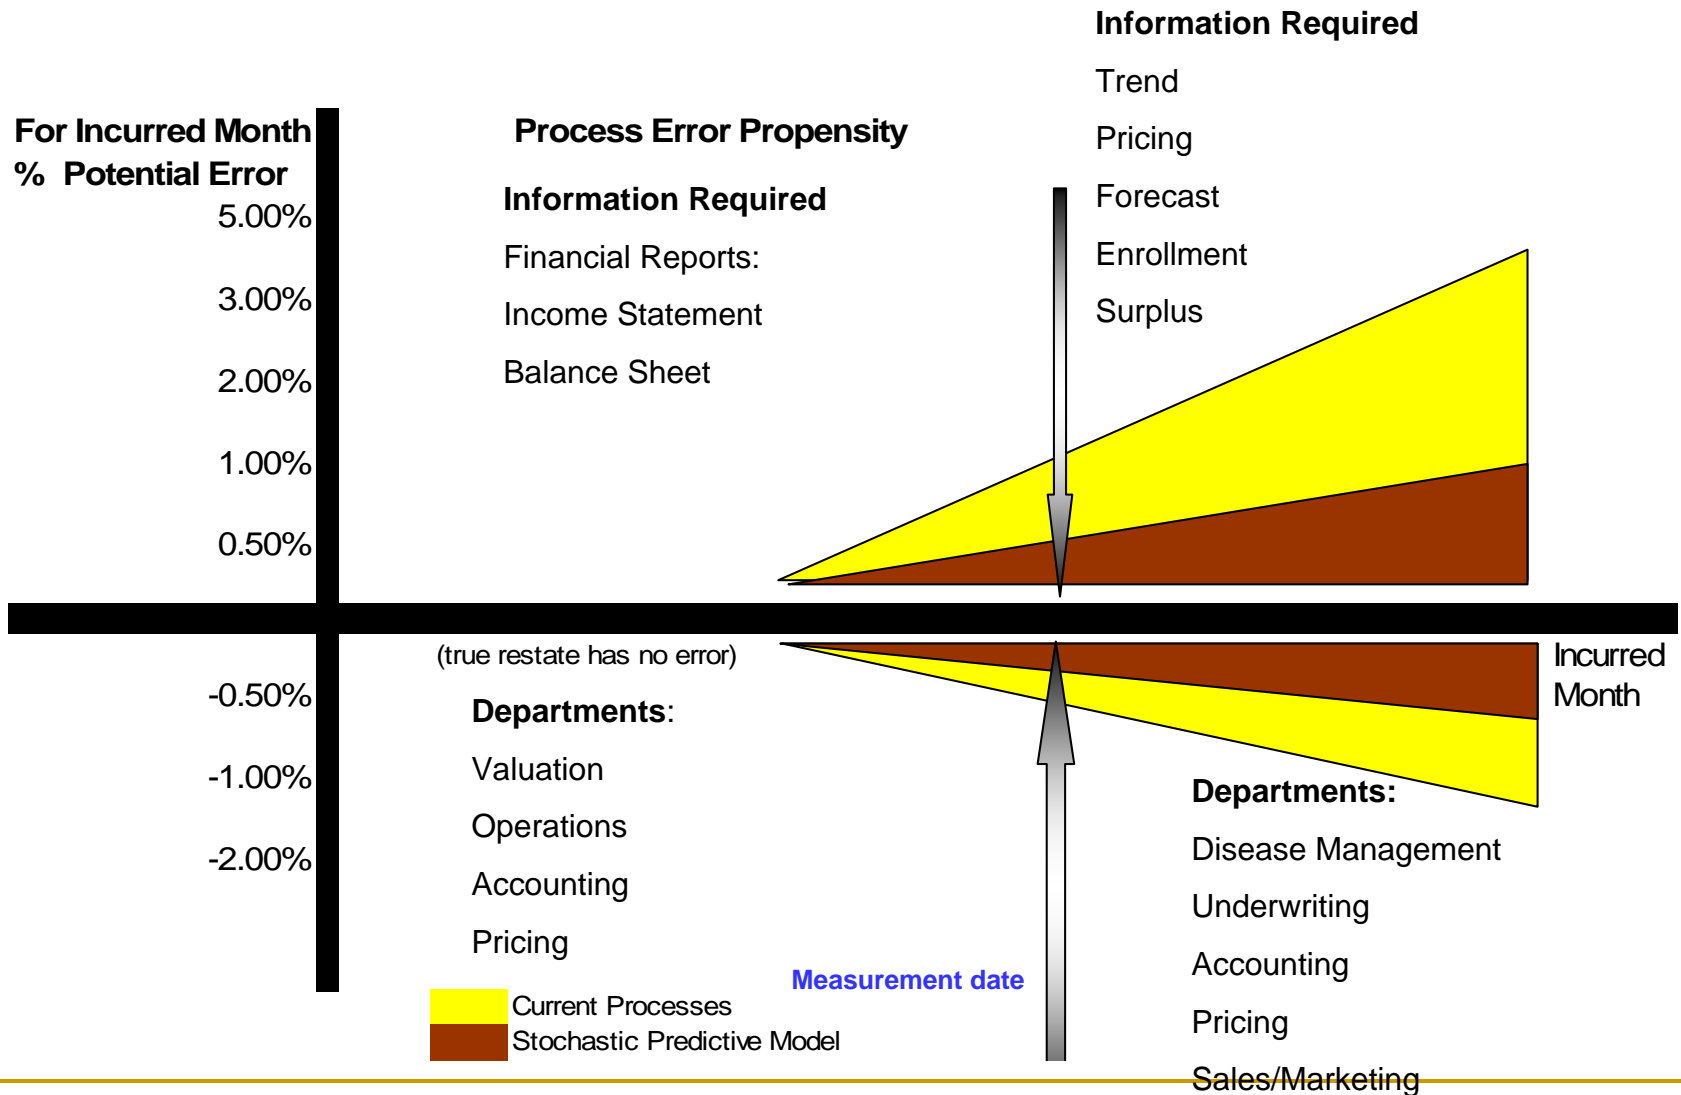 For Incurred Month
% Potential Error
5.00%
3.00%
2.00%
1.00%
0.50%
-0.50%
-1.00%
-2.00%
Process Error Propensity
Information Required
Financial Reports:
Income Statement
Balance Sheet
Information Required
Trend
Pricing
Forecast
Enrollment
Surplus
(true restate has no error)
Incurred
Month
Departments:
Valuation
Operations
Accounting
Pricing
Measurement date
Departments:
Disease Management
Underwriting
Accounting
Pricing
Sales/Marketing
Current Processes
Stochastic Predictive Model